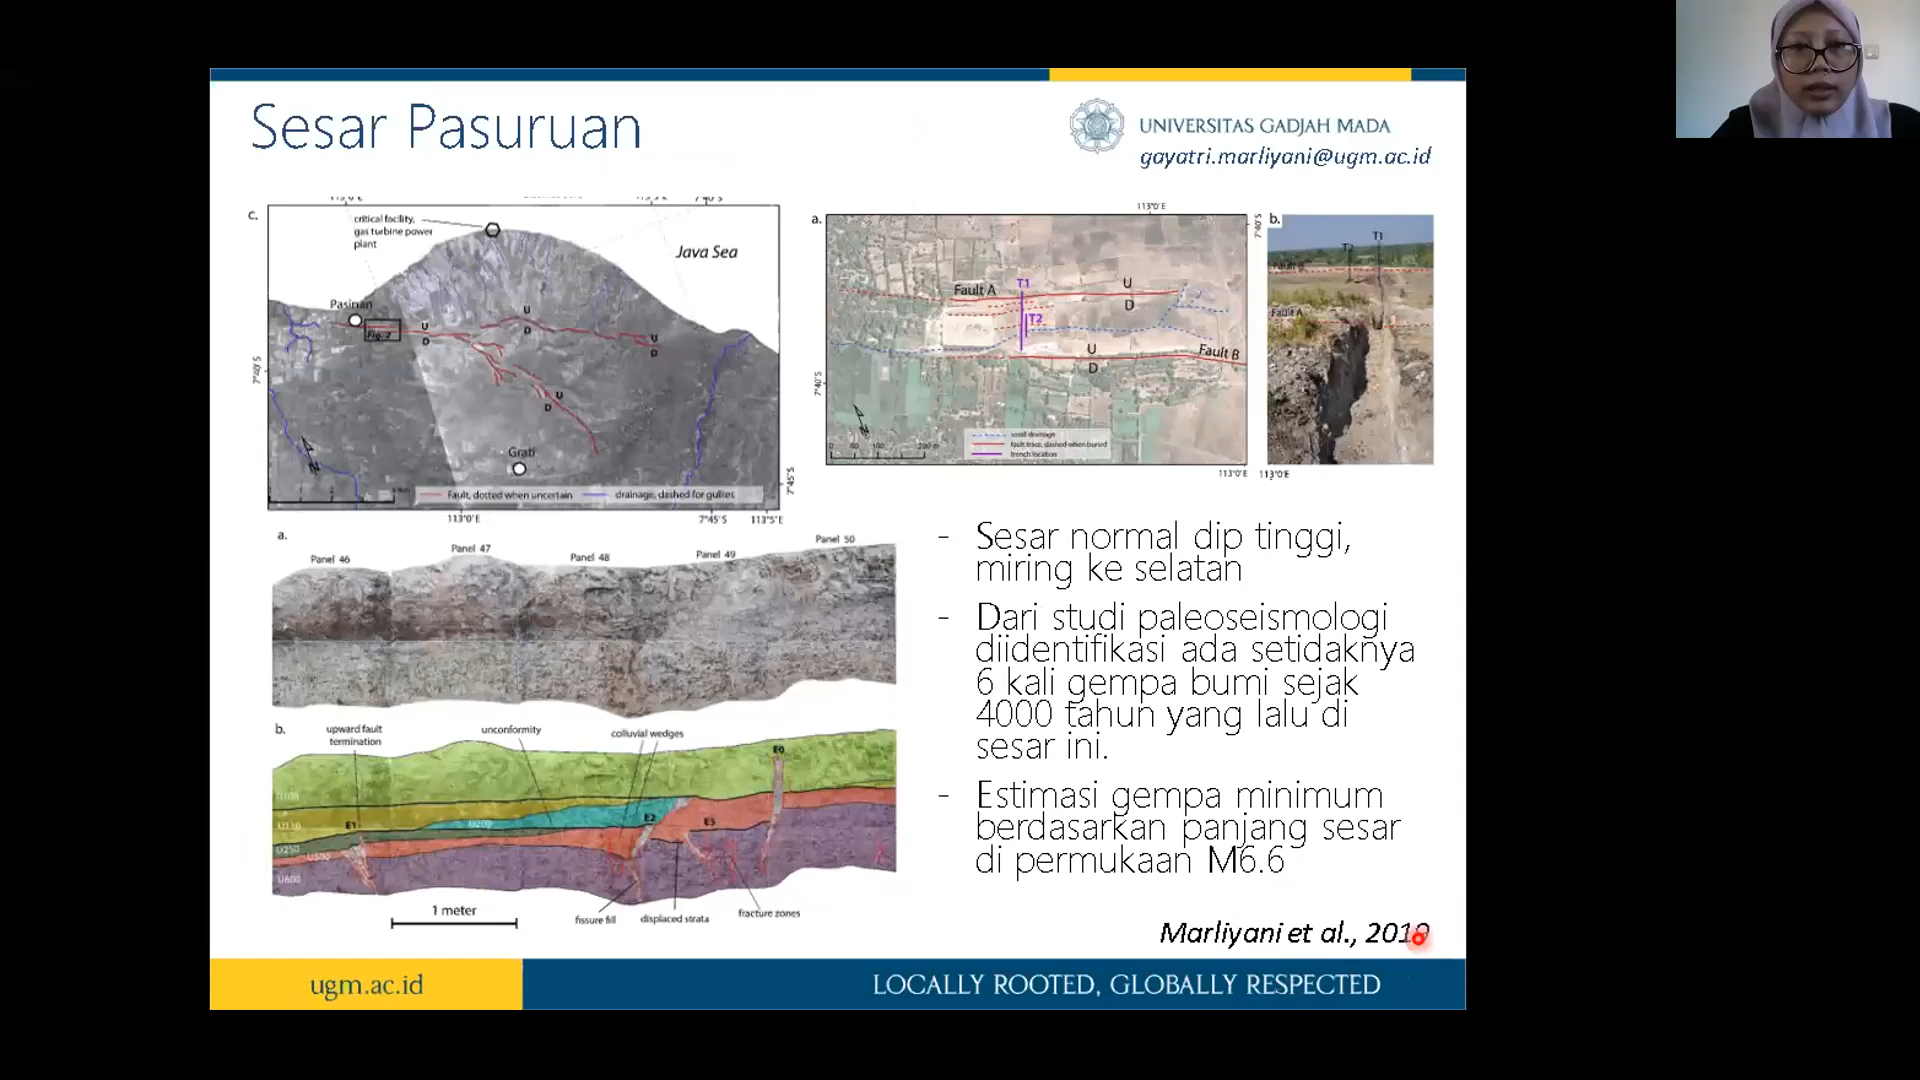 Sesar Pasuruan
UNIVERSITAS GADJAH MADA
gayatri.marliyani@ugm.ac.id
c.
critical facility,
gas turbine power
plant
Java Sea
Pasinan
Fig. 2
U
D
U
D
U
D
U
D
Grati
Fault, dotted when uncertain
drainage, dashed for gullies
7°45'S
113°0'E
7°45'S
113°5'E
a.
113°0'E
Fault A
T1
T2
U
D
U
D
Fault B
small drainage
fault trace, dashed when buried
trench location
113°0'E
b.
T2
T1
Fault B
Fault A
113°0'E
a.
Panel 46
Panel 47
Panel 48
Panel 49
Panel 50
b.
upward fault
termination
unconformity
colluvial wedges
E0
E1
E2
E3
U200
U250
U500
U600
1 meter
fissure fill
displaced strata
fracture zones
- Sesar normal dip tinggi,
miring ke selatan
- Dari studi paleoseismologi
diidentifikasi ada setidaknya
6 kali gempa bumi sejak
4000 tahun yang lalu di
sesar ini.
- Estimasi gempa minimum
berdasarkan panjang sesar
di permukaan M6.6
Marliyani et al., 2019
ugm.ac.id
LOCALLY ROOTED, GLOBALLY RESPECTED